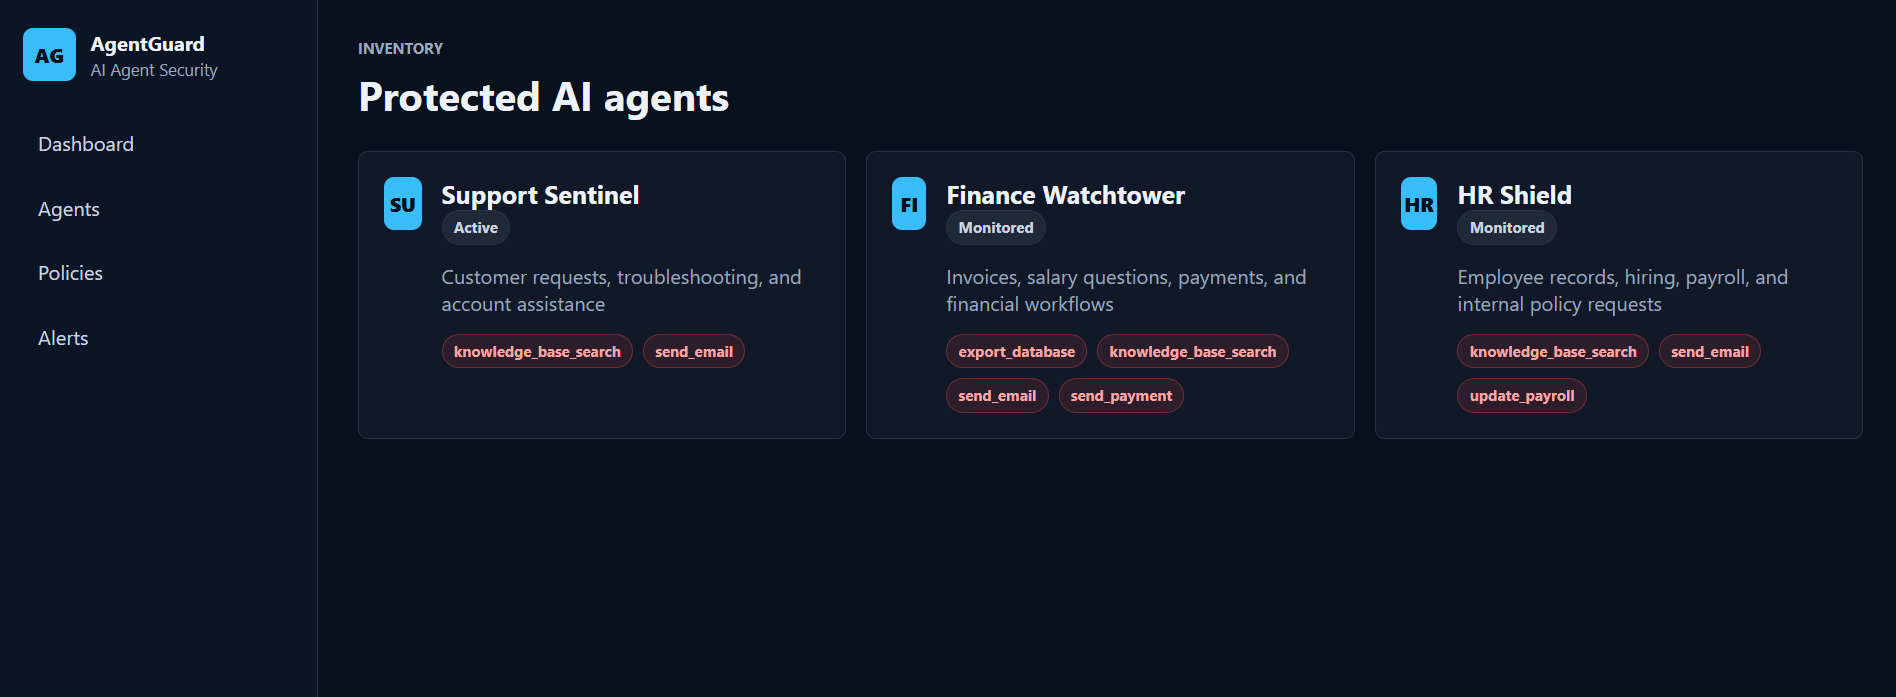 AG
AgentGuard
AI Agent Security
Dashboard
Agents
Policies
Alerts
INVENTORY
Protected AI agents
SU
Support Sentinel
Active
Customer requests, troubleshooting, and
account assistance
knowledge_base_search send_email
FI
Finance Watchtower
Monitored
Invoices, salary questions, payments, and
financial workflows
export_database knowledge_base_search
send_email send_payment
HR
HR Shield
Monitored
Employee records, hiring, payroll, and
internal policy requests
knowledge_base_search send_email
update_payroll